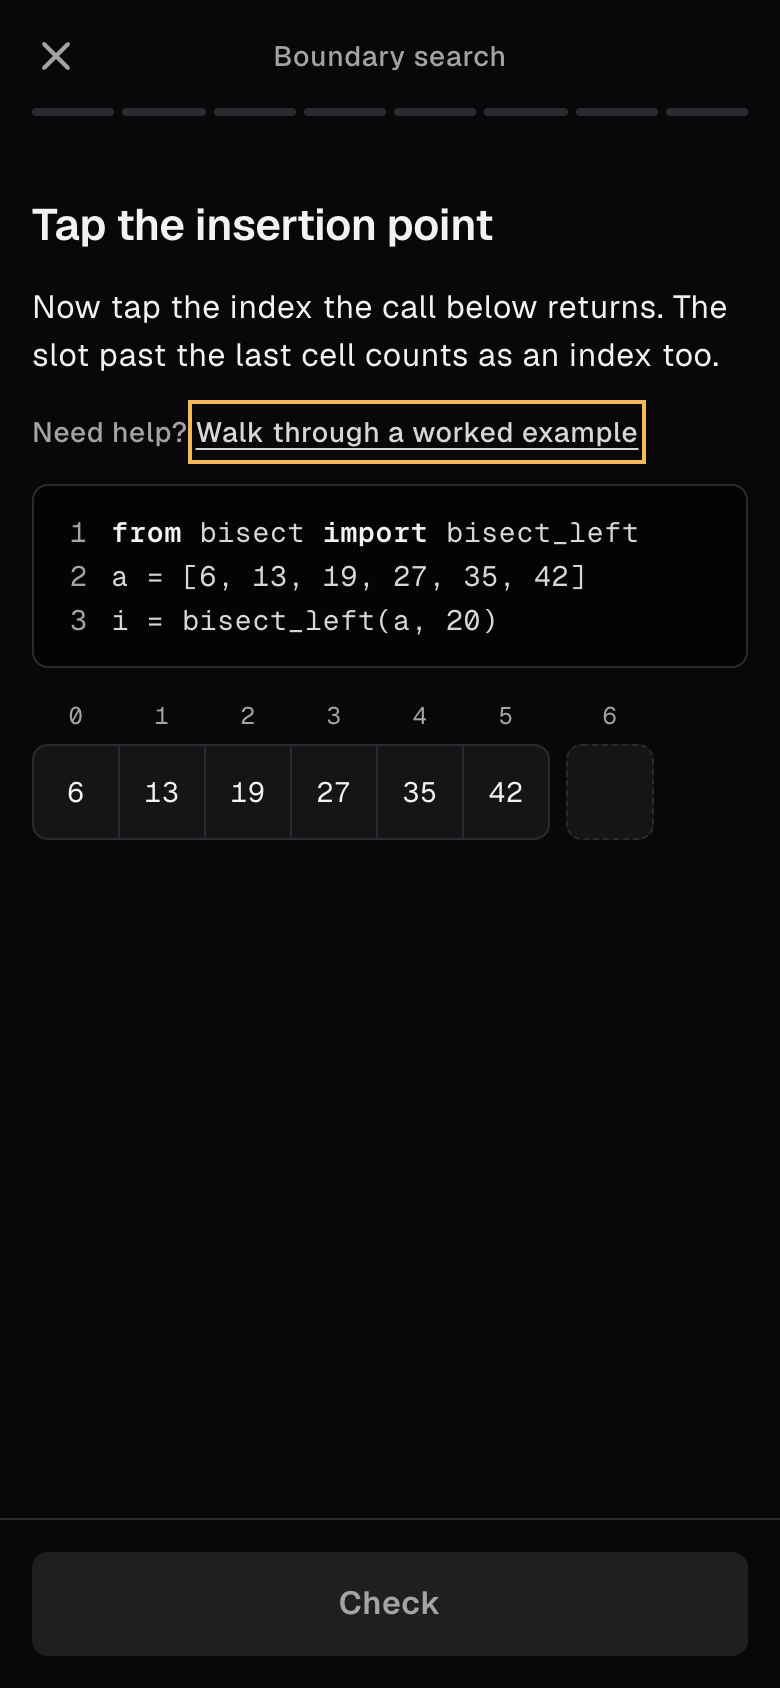 Boundary search
Tap the insertion point
Now tap the index the call below returns. The
slot past the last cell counts as an index too.
Need help? Walk through a worked example
1 from bisect import bisect_left
2 a = [6, 13, 19, 27, 35, 42]
3 i = bisect_left(a, 20)
0 1 2 3 4 5 6
6 13 19 27 35 42
Check